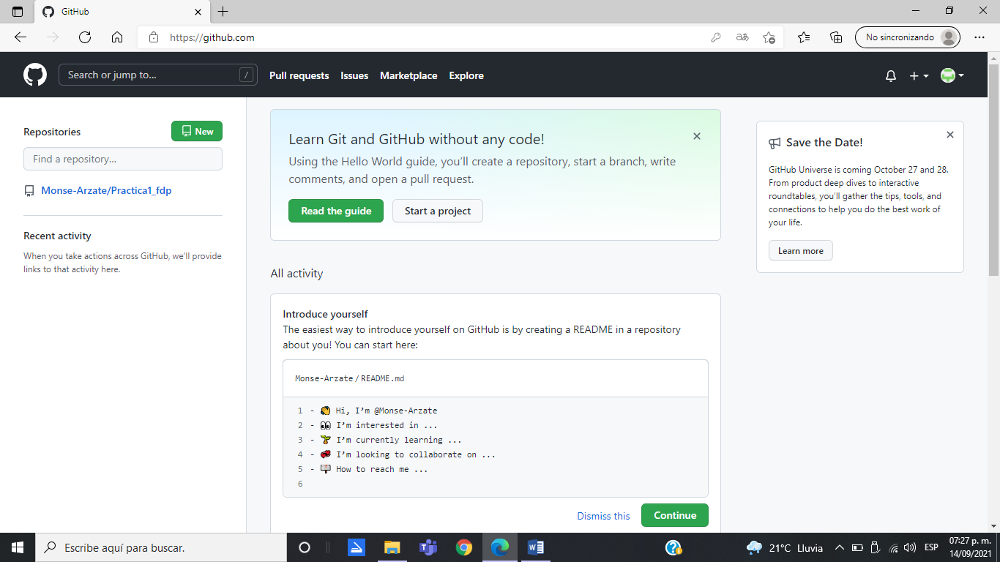 GitHub
https://github.com
No sincronizando
Search or jump to...
/
Pull requests
Issues
Marketplace
Explore
Repositories
New
Find a repository...
Monse-Arzate/Practica1_fdp
Recent activity
When you take actions across GitHub, we'll provide
links to that activity here.
Learn Git and GitHub without any code!
Using the Hello World guide, you'll create a repository, start a branch, write
comments, and open a pull request.
Read the guide
Start a project
All activity
Introduce yourself
The easiest way to introduce yourself on GitHub is by creating a README in a repository
about you! You can start here:
Monse-Arzate / README.md
1 - 👋 Hi, I'm @Monse-Arzate
2 - 👀 I'm interested in ...
3 - 🌱 I'm currently learning ...
4 - 💞️ I'm looking to collaborate on ...
5 - 📫 How to reach me ...
6
Dismiss this
Continue
Save the Date!
GitHub Universe is coming October 27 and 28.
From product deep dives to interactive
roundtables, you'll gather the tips, tools, and
connections to help you do the best work of
your life.
Learn more
Escribe aquí para buscar.
21°C Lluvia
ESP
07:27 p. m.
14/09/2021